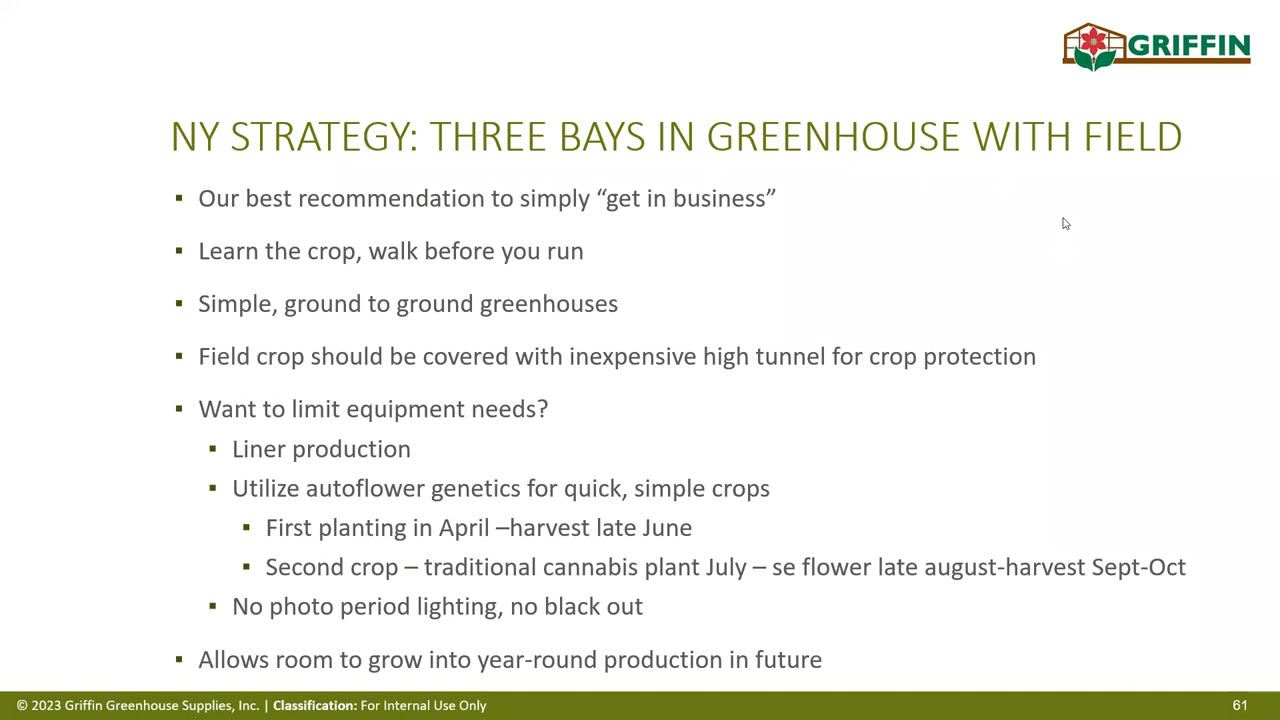 GRIFFIN
NY STRATEGY: THREE BAYS IN GREENHOUSE WITH FIELD
▪ Our best recommendation to simply “get in business”
▪ Learn the crop, walk before you run
▪ Simple, ground to ground greenhouses
▪ Field crop should be covered with inexpensive high tunnel for crop protection
▪ Want to limit equipment needs?
▪ Liner production
▪ Utilize autoflower genetics for quick, simple crops
▪ First planting in April –harvest late June
▪ Second crop – traditional cannabis plant July – se flower late august-harvest Sept-Oct
▪ No photo period lighting, no black out
▪ Allows room to grow into year-round production in future
© 2023 Griffin Greenhouse Supplies, Inc. | Classification: For Internal Use Only 61